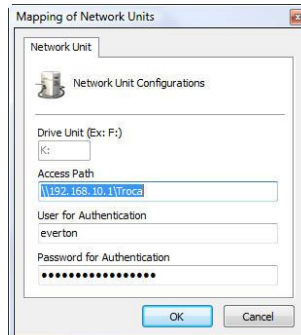 Mapping of Network Units
Network Unit
Network Unit Configurations
Drive Unit (Ex: F:)
K:
Access Path
\\192.168.10.1\Troca
User for Authentication
everton
Password for Authentication
•••••••••••••••••
OK Cancel